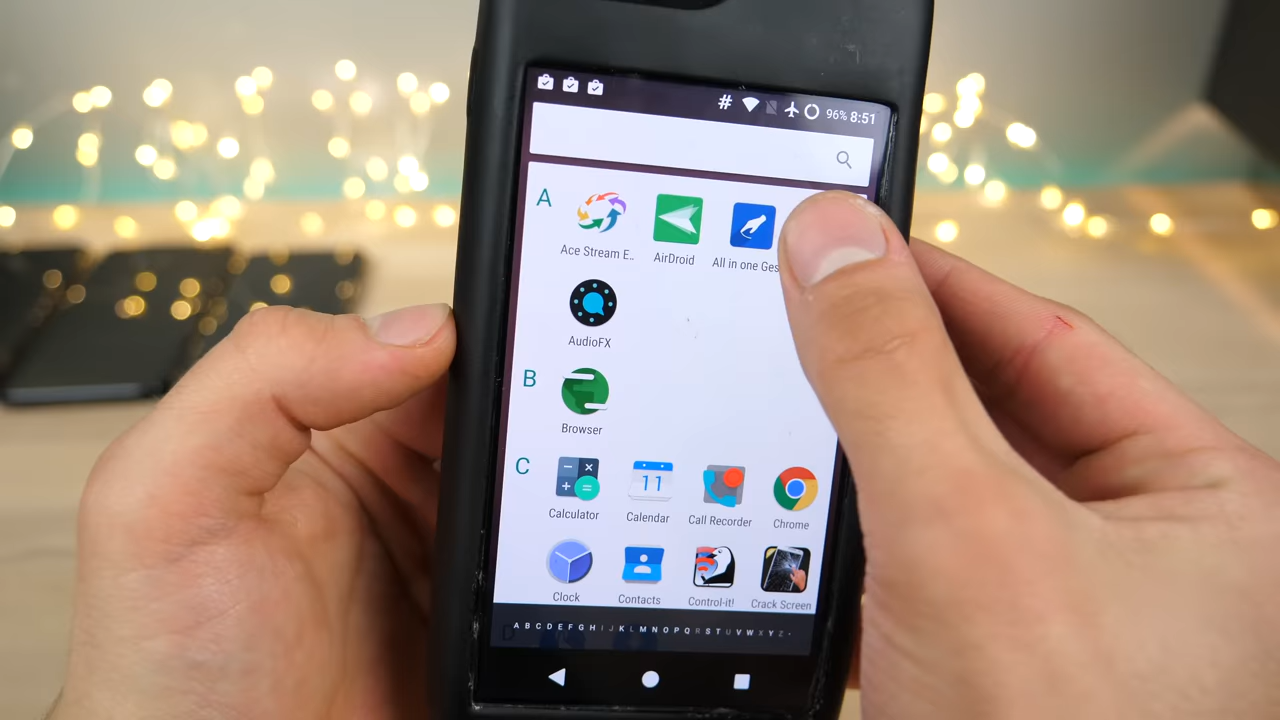 # 96% 8:51
A
Ace Stream E.. AirDroid All in one Ges
AudioFX
B
Browser
C
11
Calculator Calendar Call Recorder Chrome
Clock Contacts Control-it! Crack Screen
A B C D E F G H I J K L M N O P Q R S T U V W X Y Z .